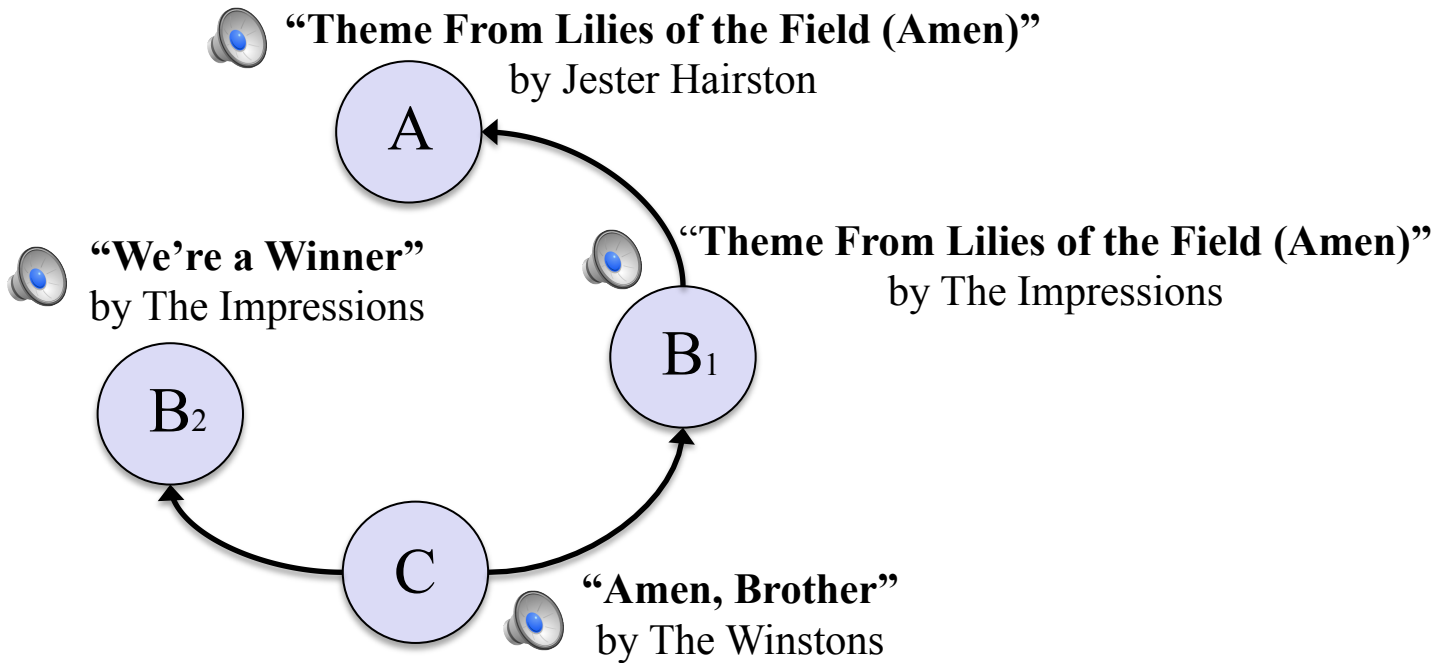 “Theme From Lilies of the Field (Amen)”
by Jester Hairston
A
“Theme From Lilies of the Field (Amen)”
by The Impressions
“We’re a Winner”
by The Impressions
B1
B2
C
“Amen, Brother”
by The Winstons